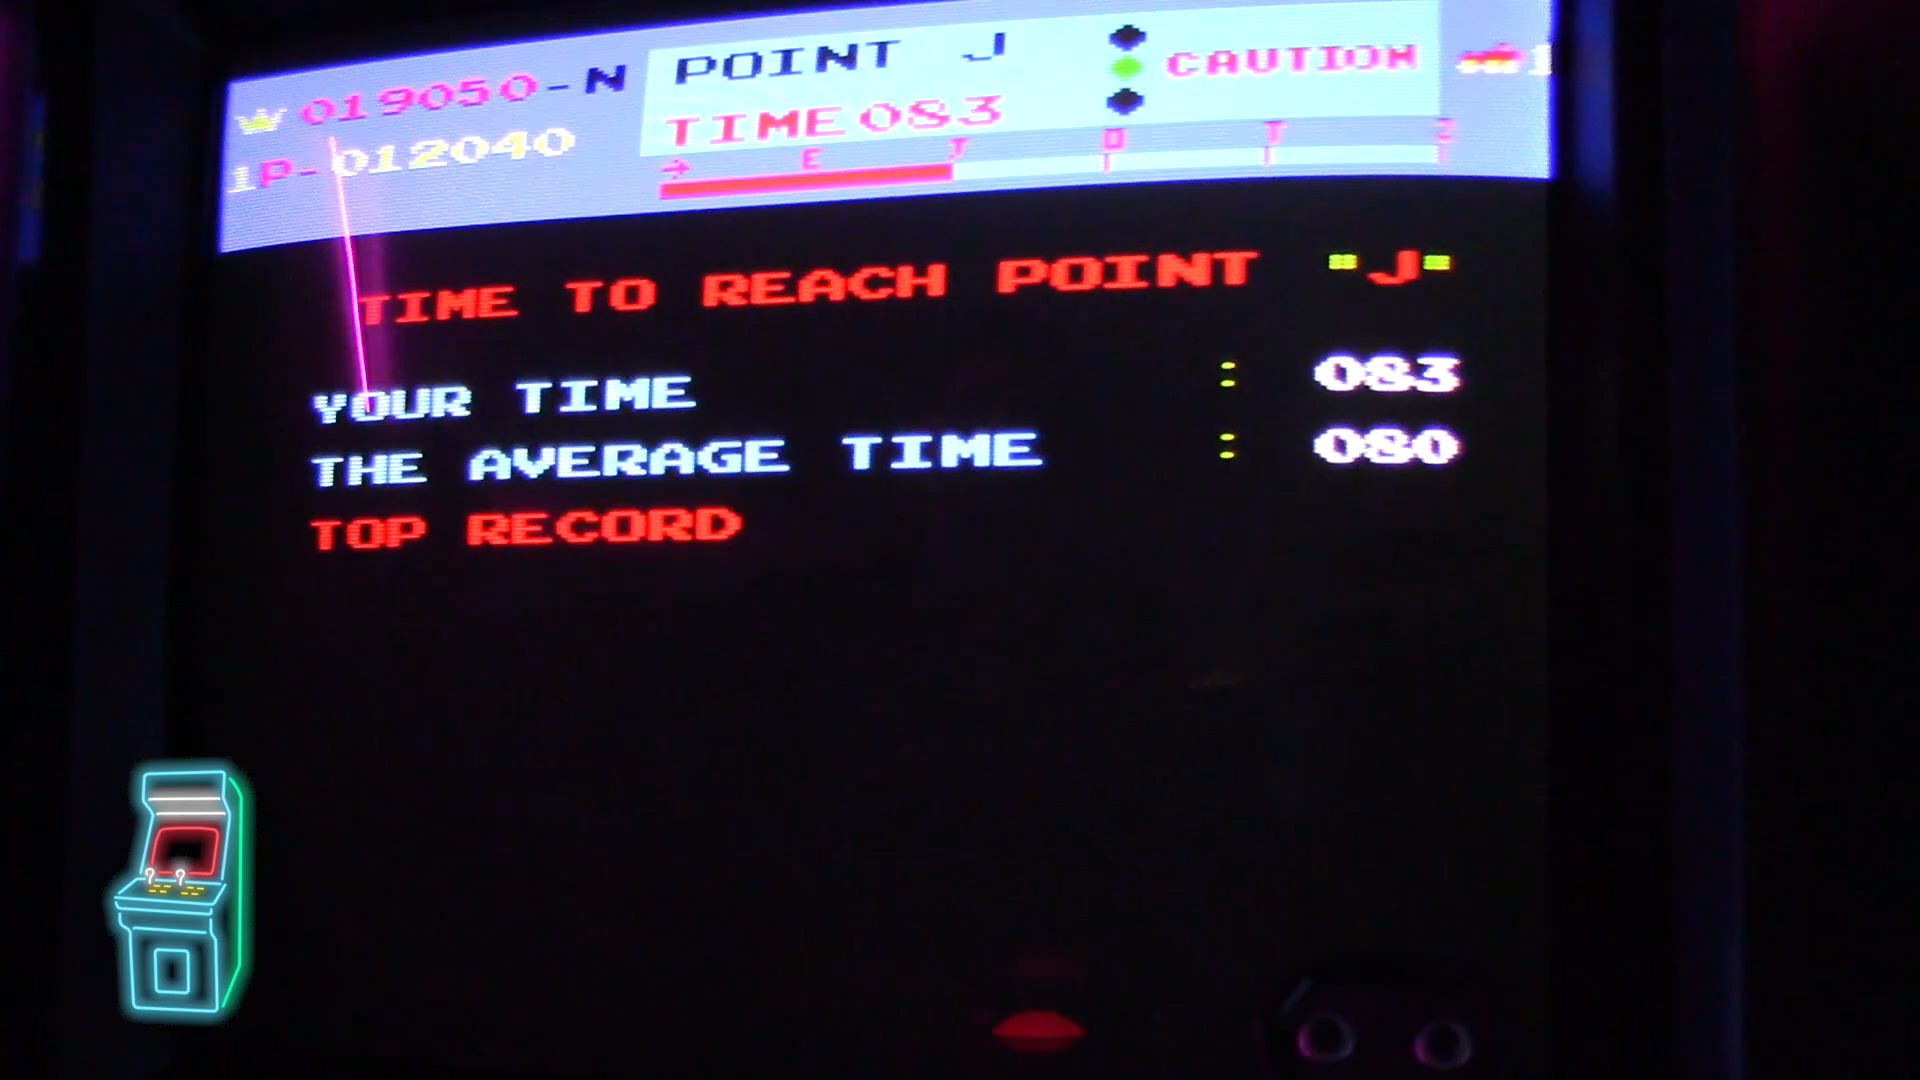 019050-N
1P-012040
POINT J
TIME 083
CAUTION
1
E J O T Z
TIME TO REACH POINT "J"
YOUR TIME : 083
THE AVERAGE TIME : 080
TOP RECORD